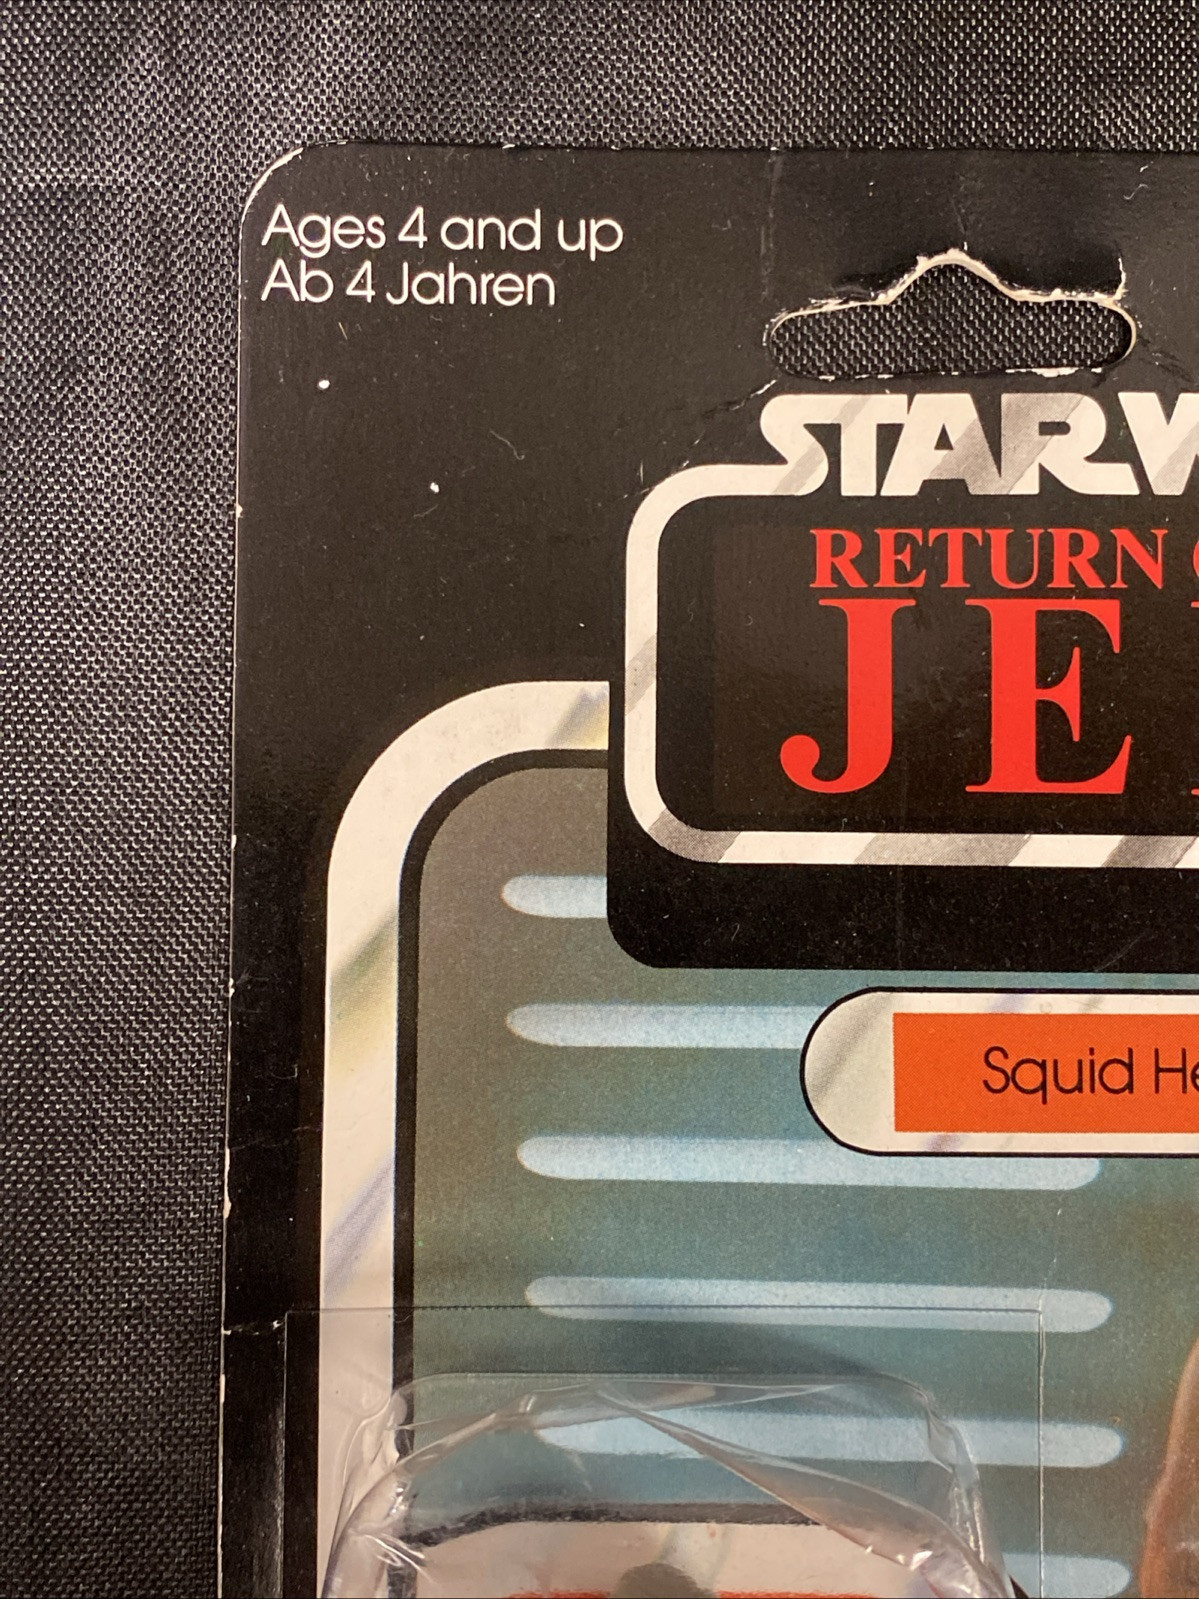 Ages 4 and up
Ab 4 Jahren
STAR W
RETURN
JE
Squid He